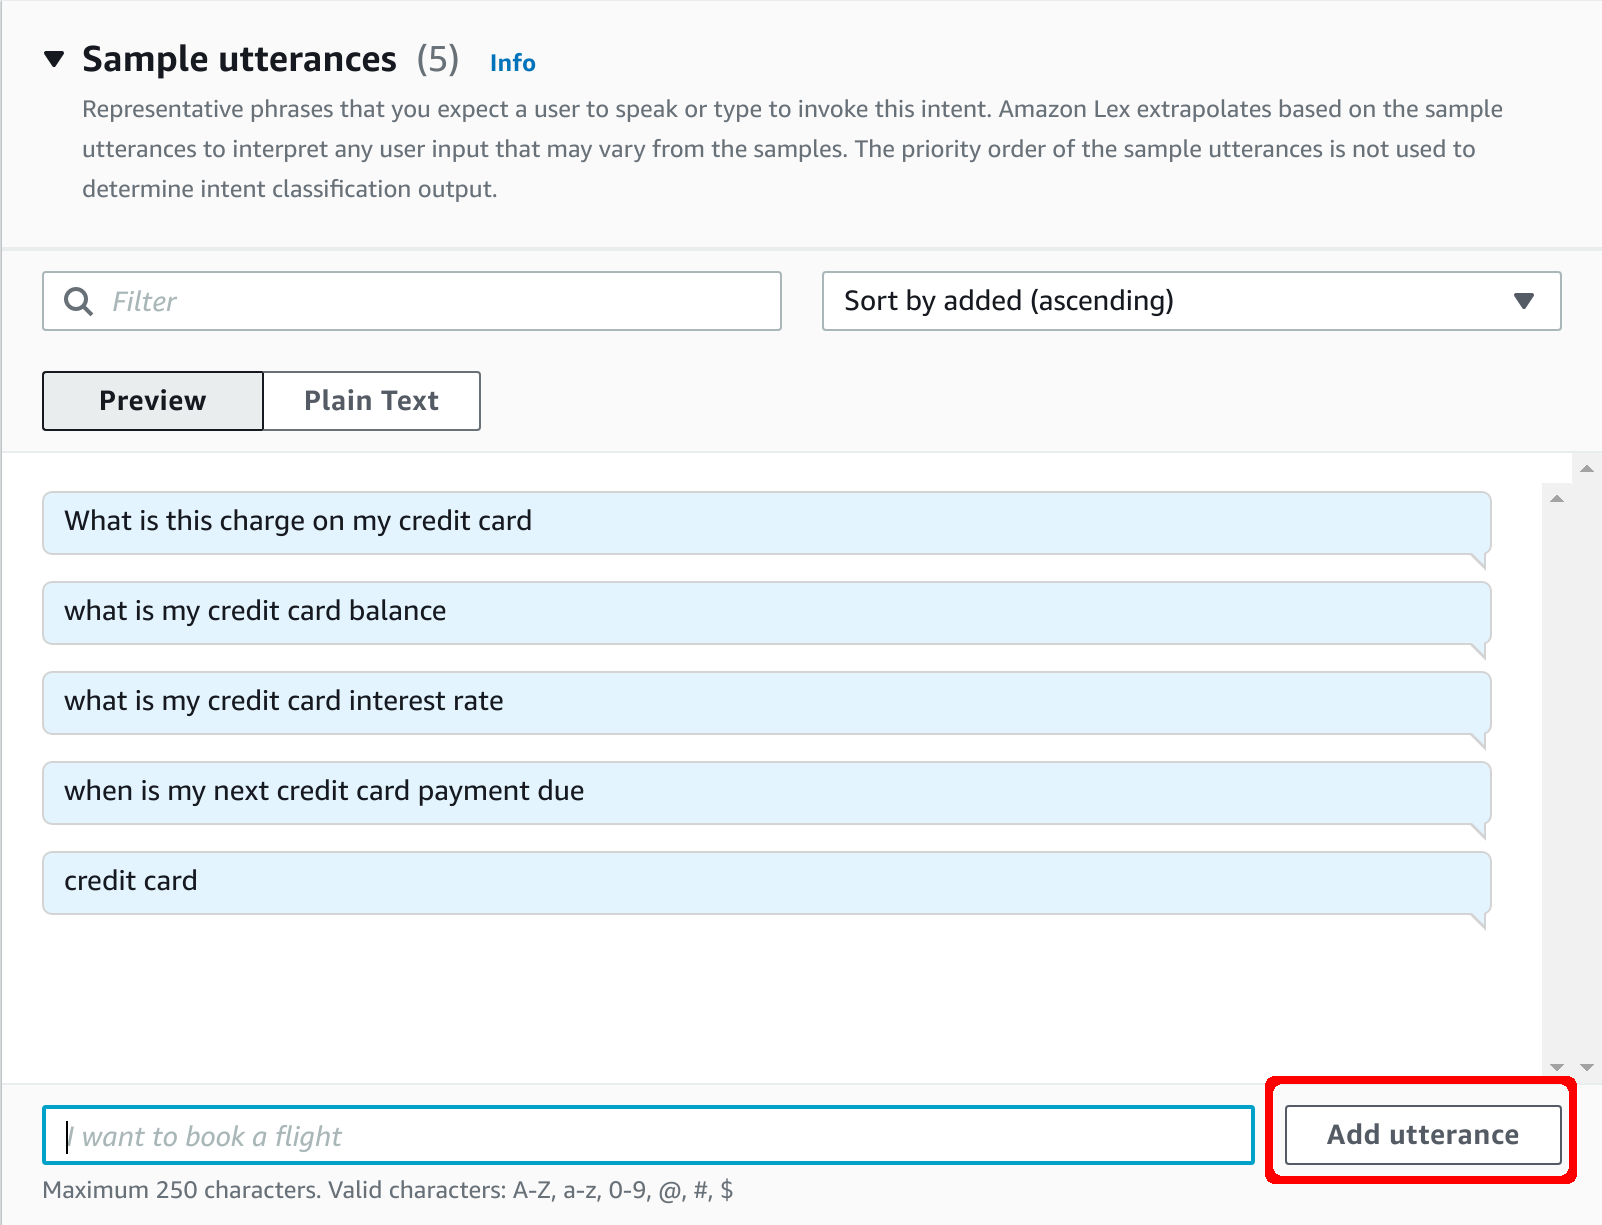 Sample utterances (5) Info
Representative phrases that you expect a user to speak or type to invoke this intent. Amazon Lex extrapolates based on the sample
utterances to interpret any user input that may vary from the samples. The priority order of the sample utterances is not used to
determine intent classification output.
Filter
Sort by added (ascending)
Preview
Plain Text
What is this charge on my credit card
what is my credit card balance
what is my credit card interest rate
when is my next credit card payment due
credit card
I want to book a flight
Add utterance
Maximum 250 characters. Valid characters: A-Z, a-z, 0-9, @, #, $